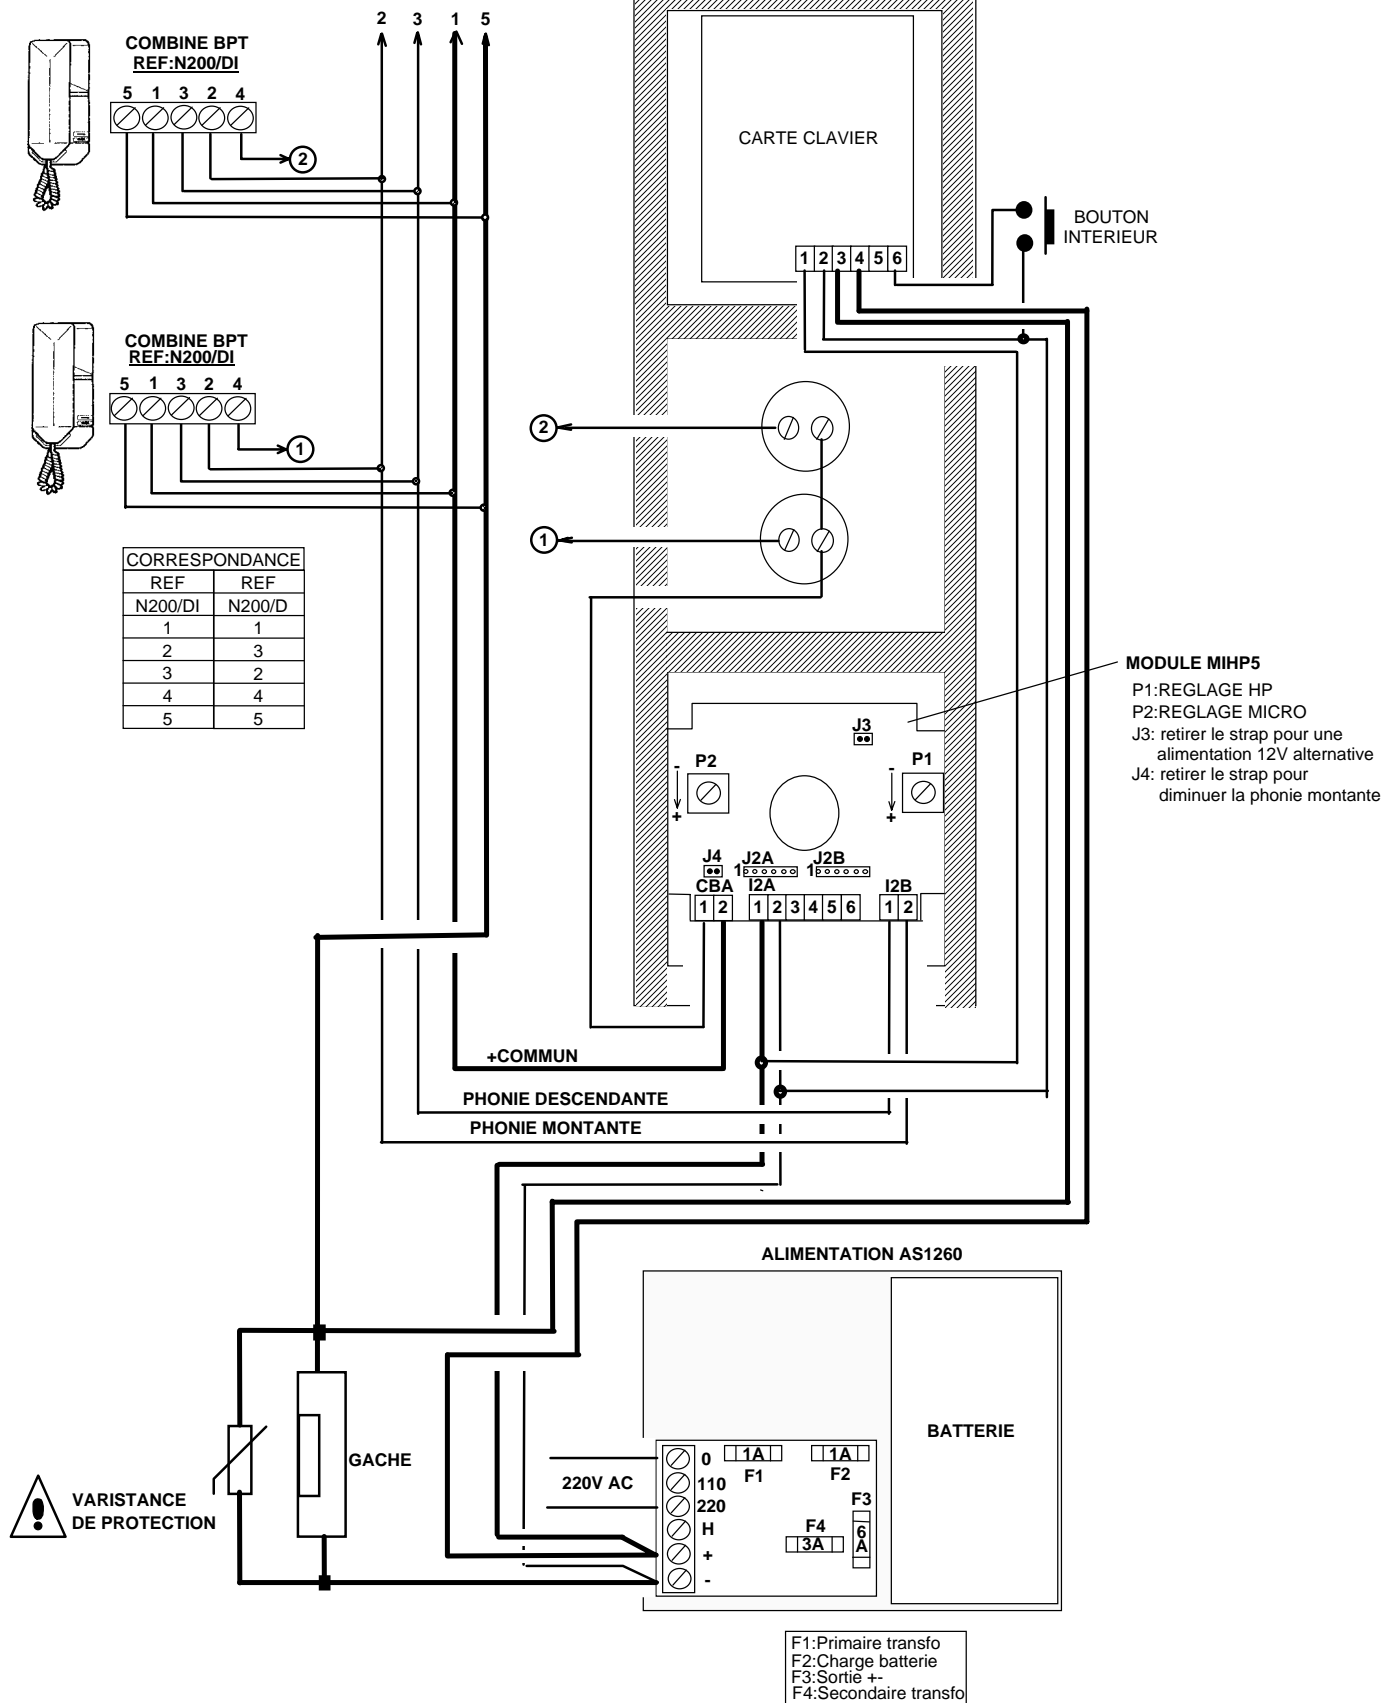 2 3 1 5
COMBINE BPT
REF:N200/DI
5 1 3 2 4
2
CARTE CLAVIER
1 2 3 4 5 6
BOUTON
INTERIEUR
COMBINE BPT
REF:N200/DI
5 1 3 2 4
1
2
1
CORRESPONDANCE
REF REF
N200/DI N200/D
1 1
2 3
3 2
4 4
5 5
MODULE MIHP5
P1:REGLAGE HP
P2:REGLAGE MICRO
J3: retirer le strap pour une
alimentation 12V alternative
J4: retirer le strap pour
diminuer la phonie montante
J3
P2 P1
- -
+ +
J4 J2A J2B
1 1
CBA I2A I2B
1 2 1 2 3 4 5 6 1 2
+COMMUN
PHONIE DESCENDANTE
PHONIE MONTANTE
ALIMENTATION AS1260
BATTERIE
GACHE
VARISTANCE
DE PROTECTION
!
220V AC
0
110
220
H
+
-
1A 1A
F1 F2
F3
6A
F4
3A
F1:Primaire transfo
F2:Charge batterie
F3:Sortie +-
F4:Secondaire transfo